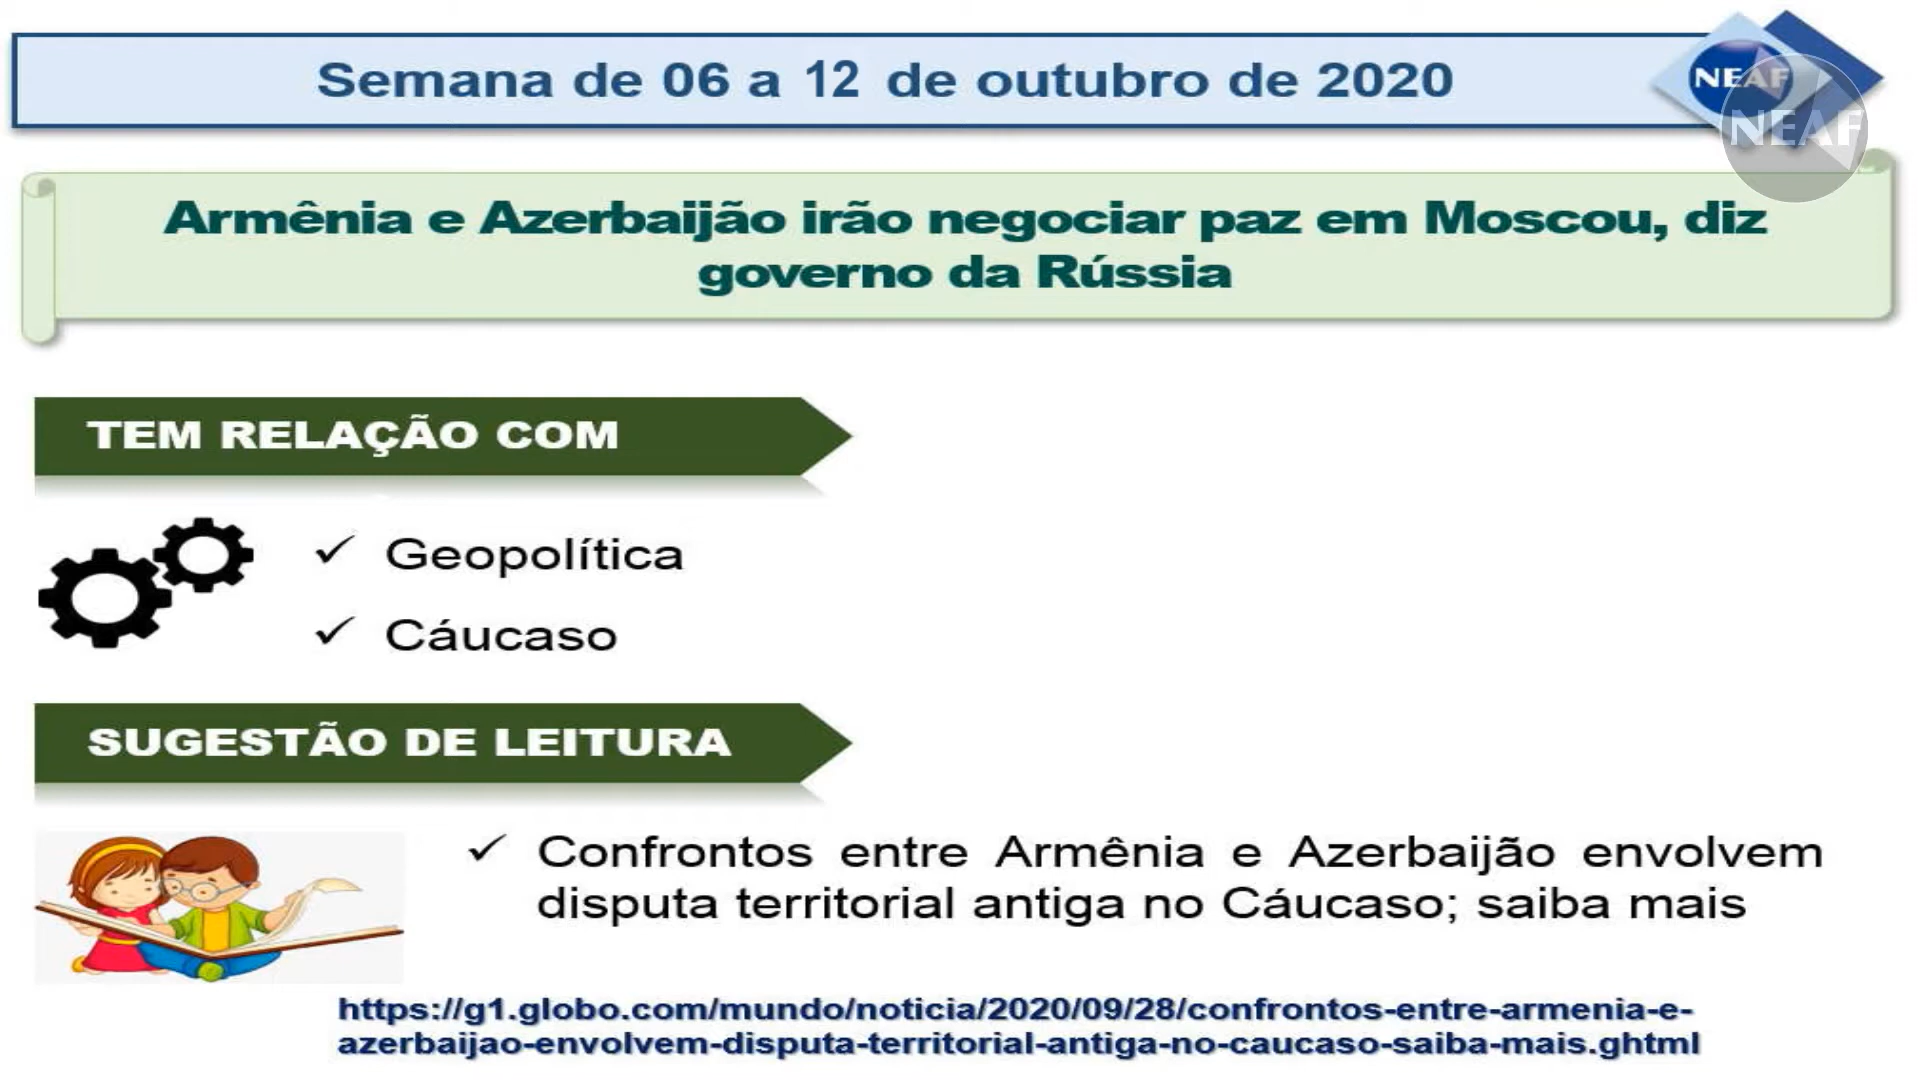 Semana de 06 a 12 de outubro de 2020
NEAF
NEAF
Armênia e Azerbaijão irão negociar paz em Moscou, diz
governo da Rússia
TEM RELAÇÃO COM
✓ Geopolítica
✓ Cáucaso
SUGESTÃO DE LEITURA
✓ Confrontos entre Armênia e Azerbaijão envolvem
disputa territorial antiga no Cáucaso; saiba mais
https://g1.globo.com/mundo/noticia/2020/09/28/confrontos-entre-armenia-e-
azerbaijao-envolvem-disputa-territorial-antiga-no-caucaso-saiba-mais.ghtml